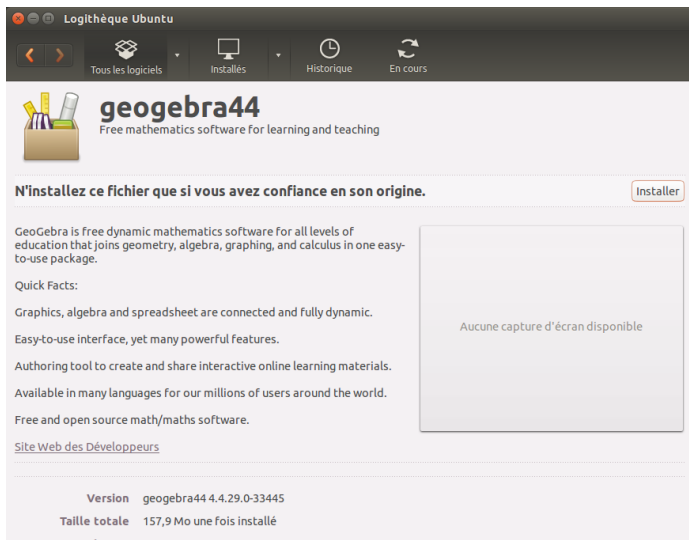 Logithèque Ubuntu
Tous les logiciels
Installés
Historique
En cours
geogebra44
Free mathematics software for learning and teaching
N'installez ce fichier que si vous avez confiance en son origine.
Installer
GeoGebra is free dynamic mathematics software for all levels of
education that joins geometry, algebra, graphing, and calculus in one easy-
to-use package.
Quick Facts:
Graphics, algebra and spreadsheet are connected and fully dynamic.
Easy-to-use interface, yet many powerful features.
Authoring tool to create and share interactive online learning materials.
Available in many languages for our millions of users around the world.
Free and open source math/maths software.
Aucune capture d'écran disponible
Site Web des Développeurs
Version geogebra44 4.4.29.0-33445
Taille totale 157,9 Mo une fois installé